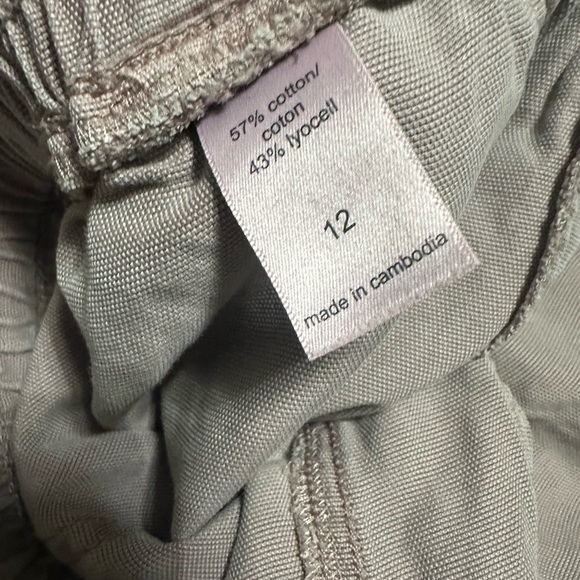 57% cotton/
coton
43% lyocell
12
made in cambodia